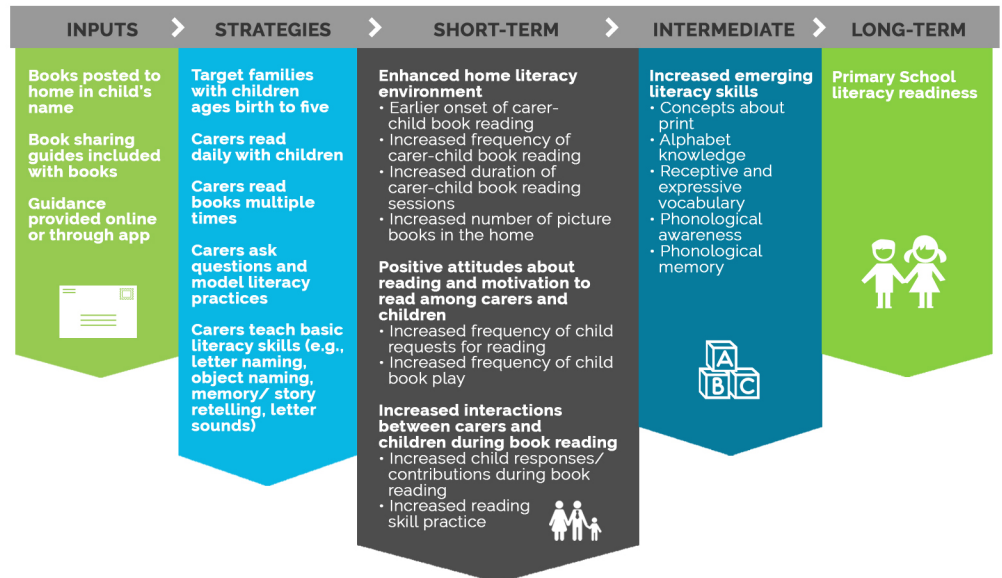 INPUTS
STRATEGIES
SHORT-TERM
INTERMEDIATE
LONG-TERM
Books posted to
home in child's
name
Book sharing
guides included
with books
Guidance
provided online
or through app
Target families
with children
ages birth to five
Carers read
daily with children
Carers read
books multiple
times
Carers ask
questions and
model literacy
practices
Carers teach basic
literacy skills (e.g.,
letter naming,
object naming,
memory/ story
retelling, letter
sounds)
Enhanced home literacy
environment
• Earlier onset of carer-
child book reading
• Increased frequency of
carer-child book reading
• Increased duration of
carer-child book reading
sessions
• Increased number of picture
books in the home
Positive attitudes about
reading and motivation to
read among carers and
children
• Increased frequency of child
requests for reading
• Increased frequency of child
book play
Increased interactions
between carers and
children during book reading
• Increased child responses/
contributions during book
reading
• Increased reading
skill practice
Increased emerging
literacy skills
• Concepts about
print
• Alphabet
knowledge
• Receptive and
expressive
vocabulary
• Phonological
awareness
• Phonological
memory
A
B C
Primary School
literacy readiness